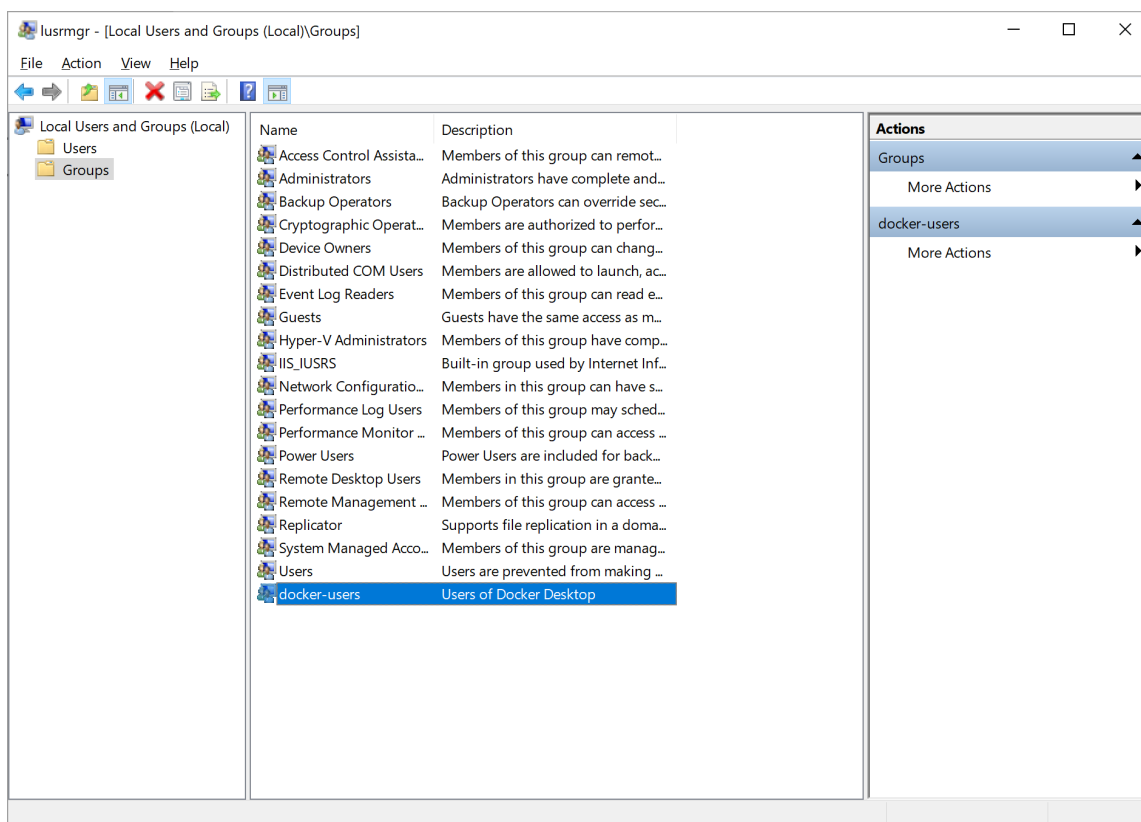 lusrmgr - [Local Users and Groups (Local)\Groups]
File Action View Help
Local Users and Groups (Local)
Users
Groups
Name Description
Access Control Assista... Members of this group can remot...
Administrators Administrators have complete and...
Backup Operators Backup Operators can override sec...
Cryptographic Operat... Members are authorized to perfor...
Device Owners Members of this group can chang...
Distributed COM Users Members are allowed to launch, ac...
Event Log Readers Members of this group can read e...
Guests Guests have the same access as m...
Hyper-V Administrators Members of this group have comp...
IIS_IUSRS Built-in group used by Internet Inf...
Network Configuratio... Members in this group can have s...
Performance Log Users Members of this group may sched...
Performance Monitor ... Members of this group can access ...
Power Users Power Users are included for back...
Remote Desktop Users Members in this group are grante...
Remote Management ... Members of this group can access ...
Replicator Supports file replication in a doma...
System Managed Acco... Members of this group are manag...
Users Users are prevented from making ...
docker-users Users of Docker Desktop
Actions
Groups
More Actions
docker-users
More Actions